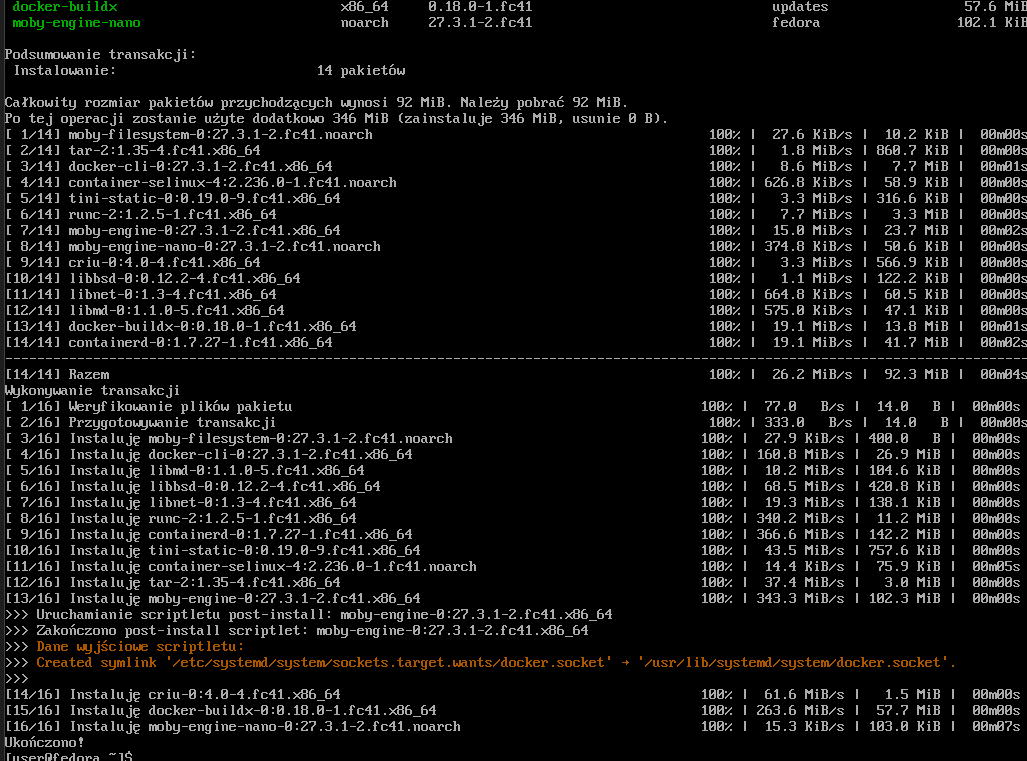 docker-buildx x86_64 0.18.0-1.fc41 updates 57.6 MiB
moby-engine-nano noarch 27.3.1-2.fc41 fedora 102.1 KiB
Podsumowanie transakcji:
Instalowanie: 14 pakietów
Całkowity rozmiar pakietów przychodzących wynosi 92 MiB. Należy pobrać 92 MiB.
Po tej operacji zostanie użyte dodatkowo 346 MiB (zainstaluje 346 MiB, usunie 0 B).
[ 1/14] moby-filesystem-0:27.3.1-2.fc41.noarch 100% | 27.6 KiB/s | 10.2 KiB | 00m00s
[ 2/14] tar-2:1.35-4.fc41.x86_64 100% | 1.8 MiB/s | 860.7 KiB | 00m00s
[ 3/14] docker-cli-0:27.3.1-2.fc41.x86_64 100% | 8.6 MiB/s | 7.7 MiB | 00m01s
[ 4/14] container-selinux-4:2.236.0-1.fc41.noarch 100% | 626.8 KiB/s | 58.9 KiB | 00m00s
[ 5/14] tini-static-0:0.19.0-9.fc41.x86_64 100% | 3.3 MiB/s | 316.6 KiB | 00m00s
[ 6/14] runc-2:1.2.5-1.fc41.x86_64 100% | 7.7 MiB/s | 3.3 MiB | 00m00s
[ 7/14] moby-engine-0:27.3.1-2.fc41.x86_64 100% | 15.0 MiB/s | 23.7 MiB | 00m02s
[ 8/14] moby-engine-nano-0:27.3.1-2.fc41.noarch 100% | 374.8 KiB/s | 50.6 KiB | 00m00s
[ 9/14] criu-0:4.0-4.fc41.x86_64 100% | 3.3 MiB/s | 566.9 KiB | 00m00s
[10/14] libbsd-0:0.12.2-4.fc41.x86_64 100% | 1.1 MiB/s | 122.2 KiB | 00m00s
[11/14] libnet-0:1.3-4.fc41.x86_64 100% | 664.8 KiB/s | 60.5 KiB | 00m00s
[12/14] libmd-0:1.1.0-5.fc41.x86_64 100% | 575.0 KiB/s | 47.1 KiB | 00m00s
[13/14] docker-buildx-0:0.18.0-1.fc41.x86_64 100% | 19.1 MiB/s | 13.8 MiB | 00m01s
[14/14] containerd-0:1.7.27-1.fc41.x86_64 100% | 19.1 MiB/s | 41.7 MiB | 00m02s
--------------------------------------------------------------------------------
[14/14] Razem 100% | 26.2 MiB/s | 92.3 MiB | 00m04s
Wykonywanie transakcji
[ 1/16] Weryfikowanie plików pakietu 100% | 77.0 B/s | 14.0 B | 00m00s
[ 2/16] Przygotowywanie transakcji 100% | 333.0 B/s | 14.0 B | 00m00s
[ 3/16] Instaluję moby-filesystem-0:27.3.1-2.fc41.noarch 100% | 27.9 KiB/s | 400.0 B | 00m00s
[ 4/16] Instaluję docker-cli-0:27.3.1-2.fc41.x86_64 100% | 160.8 MiB/s | 26.9 MiB | 00m00s
[ 5/16] Instaluję libmd-0:1.1.0-5.fc41.x86_64 100% | 10.2 MiB/s | 104.6 KiB | 00m00s
[ 6/16] Instaluję libbsd-0:0.12.2-4.fc41.x86_64 100% | 68.5 MiB/s | 420.8 KiB | 00m00s
[ 7/16] Instaluję libnet-0:1.3-4.fc41.x86_64 100% | 19.3 MiB/s | 138.1 KiB | 00m00s
[ 8/16] Instaluję runc-2:1.2.5-1.fc41.x86_64 100% | 340.2 MiB/s | 11.2 MiB | 00m00s
[ 9/16] Instaluję containerd-0:1.7.27-1.fc41.x86_64 100% | 366.6 MiB/s | 142.2 MiB | 00m00s
[10/16] Instaluję tini-static-0:0.19.0-9.fc41.x86_64 100% | 43.5 MiB/s | 757.6 KiB | 00m00s
[11/16] Instaluję container-selinux-4:2.236.0-1.fc41.noarch 100% | 14.4 KiB/s | 75.9 KiB | 00m05s
[12/16] Instaluję tar-2:1.35-4.fc41.x86_64 100% | 37.4 MiB/s | 3.0 MiB | 00m00s
[13/16] Instaluję moby-engine-0:27.3.1-2.fc41.x86_64 100% | 343.3 MiB/s | 102.3 MiB | 00m00s
>>> Uruchamianie scriptletu post-install: moby-engine-0:27.3.1-2.fc41.x86_64
>>> Zakończono post-install scriptlet: moby-engine-0:27.3.1-2.fc41.x86_64
>>> Dane wyjściowe scriptletu:
>>> Created symlink '/etc/systemd/system/sockets.target.wants/docker.socket' → '/usr/lib/systemd/system/docker.socket'.
>>>
[14/16] Instaluję criu-0:4.0-4.fc41.x86_64 100% | 61.6 MiB/s | 1.5 MiB | 00m00s
[15/16] Instaluję docker-buildx-0:0.18.0-1.fc41.x86_64 100% | 263.6 MiB/s | 57.7 MiB | 00m00s
[16/16] Instaluję moby-engine-nano-0:27.3.1-2.fc41.noarch 100% | 15.3 KiB/s | 103.0 KiB | 00m07s
Ukończono!
[user@fedora ~]$